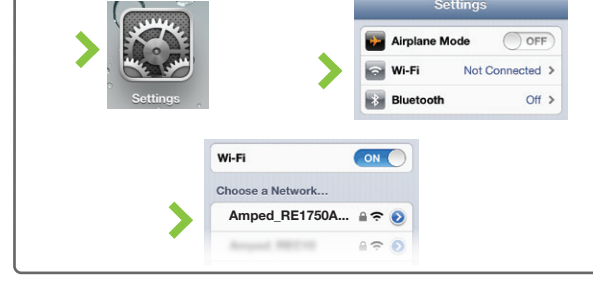 Settings
Settings
Airplane Mode OFF
Wi-Fi Not Connected
Bluetooth Off
Wi-Fi ON
Choose a Network...
Amped_RE1750A...